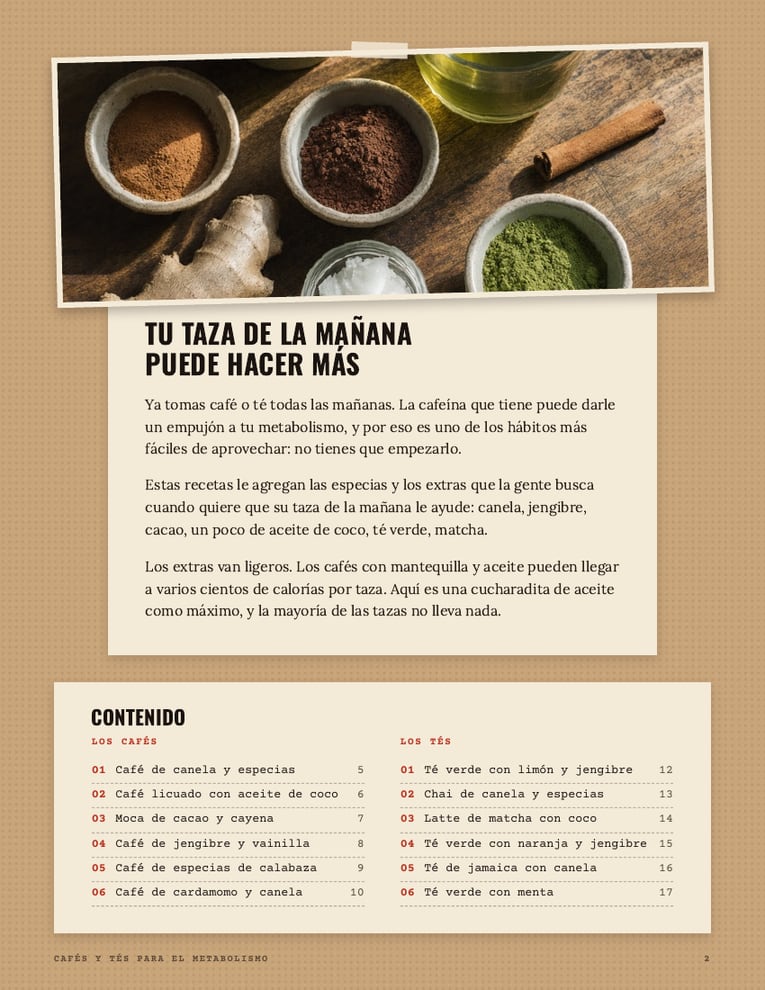 TU TAZA DE LA MAÑANA
PUEDE HACER MÁS
Ya tomas café o té todas las mañanas. La cafeína que tiene puede darle
un empujón a tu metabolismo, y por eso es uno de los hábitos más
fáciles de aprovechar: no tienes que empezarlo.
Estas recetas le agregan las especias y los extras que la gente busca
cuando quiere que su taza de la mañana le ayude: canela, jengibre,
cacao, un poco de aceite de coco, té verde, matcha.
Los extras van ligeros. Los cafés con mantequilla y aceite pueden llegar
a varios cientos de calorías por taza. Aquí es una cucharadita de aceite
como máximo, y la mayoría de las tazas no lleva nada.
CONTENIDO
LOS CAFÉS
01 Café de canela y especias 5
02 Café licuado con aceite de coco 6
03 Moca de cacao y cayena 7
04 Café de jengibre y vainilla 8
05 Café de especias de calabaza 9
06 Café de cardamomo y canela 10
LOS TÉS
01 Té verde con limón y jengibre 12
02 Chai de canela y especias 13
03 Latte de matcha con coco 14
04 Té verde con naranja y jengibre 15
05 Té de jamaica con canela 16
06 Té verde con menta 17
CAFÉS Y TÉS PARA EL METABOLISMO 2